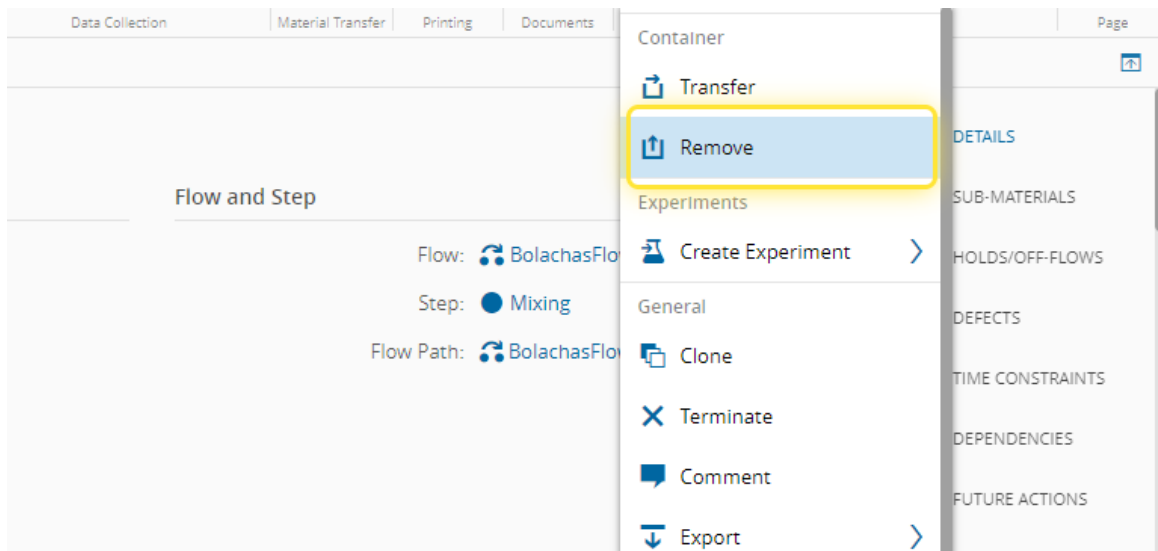 Data Collection
Material Transfer
Printing
Documents
Page
Container
Transfer
Remove
Experiments
Create Experiment
General
Clone
Terminate
Comment
Export
Flow and Step
Flow: BolachasFlo
Step: Mixing
Flow Path: BolachasFlo
DETAILS
SUB-MATERIALS
HOLDS/OFF-FLOWS
DEFECTS
TIME CONSTRAINTS
DEPENDENCIES
FUTURE ACTIONS